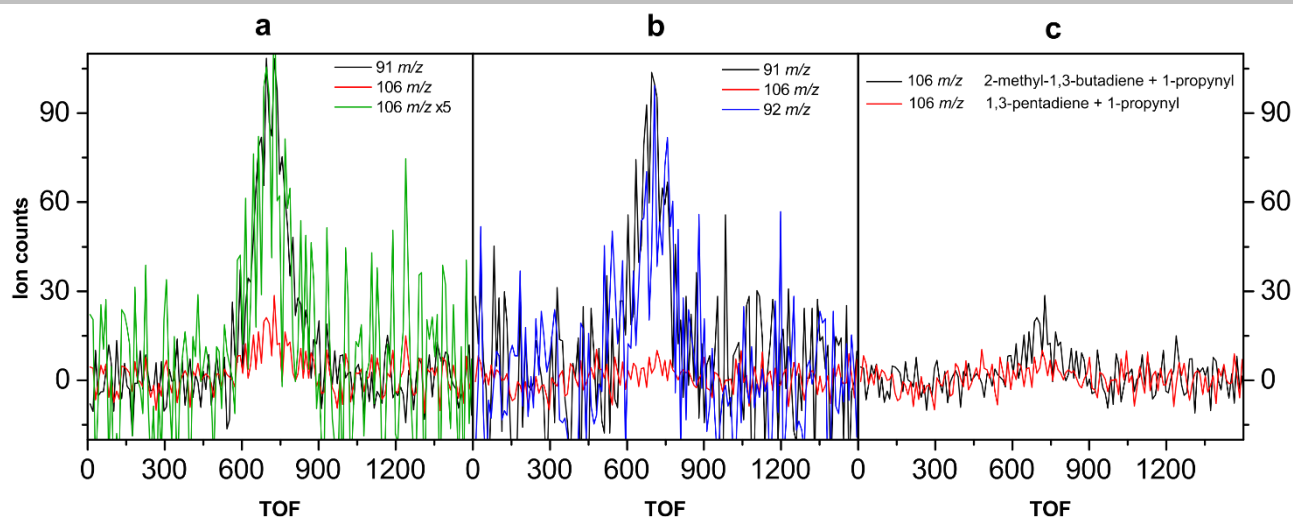 a b c
91 m/z
106 m/z
106 m/z x5
91 m/z
106 m/z
92 m/z
106 m/z 2-methyl-1,3-butadiene + 1-propynyl
106 m/z 1,3-pentadiene + 1-propynyl
Ion counts
90
60
30
0
90
60
30
0
0 300 600 900 1200 0 300 600 900 1200 0 300 600 900 1200
TOF TOF TOF